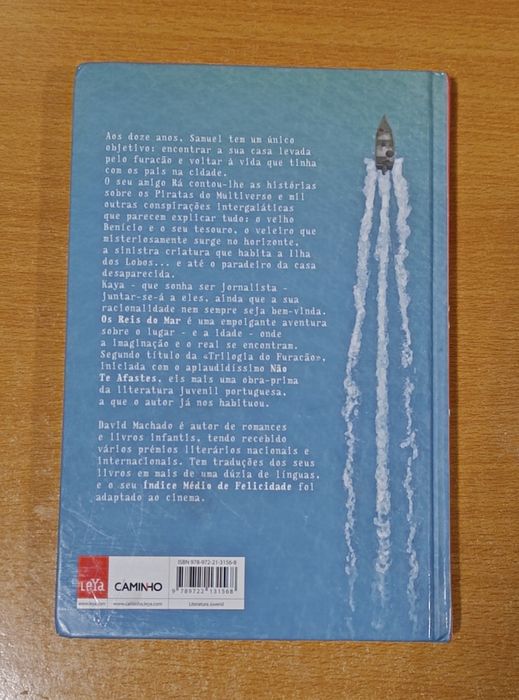 Aos doze anos, Samuel tem um único
objetivo: encontrar a sua casa levada
pelo furacão e voltar à vida que tinha
com os pais na cidade.
O seu amigo Rá contou-lhe as histórias
sobre os Piratas do Multiverso e mil
outras conspirações intergaláticas
que parecem explicar tudo: o velho
Benício e o seu tesouro, o veleiro que
misteriosamente surge no horizonte,
a sinistra criatura que habita a Ilha
dos Lobos... e até o paradeiro da casa
desaparecida.
Kaya - que sonha ser jornalista -
juntar-se-á a eles, ainda que a sua
racionalidade nem sempre seja bem-vinda.
Os Reis do Mar é uma empolgante aventura
sobre o lugar - e a idade - onde
a imaginação e o real se encontram.
Segundo título da «Trilogia do Furacão»,
iniciada com o aplaudidíssimo Não
Te Afastes, eis mais uma obra-prima
da literatura juvenil portuguesa,
a que o autor já nos habituou.
David Machado é autor de romances
e livros infantis, tendo recebido
vários prémios literários nacionais e
internacionais. Tem traduções dos seus
livros em mais de uma dúzia de línguas,
e o seu Índice Médio de Felicidade foi
adaptado ao cinema.
ISBN 978-972-21-3156-8
9 789722 131568
LeYa
CAMINHO
www.leya.com
www.caminho.leya.com
Literatura Juvenil